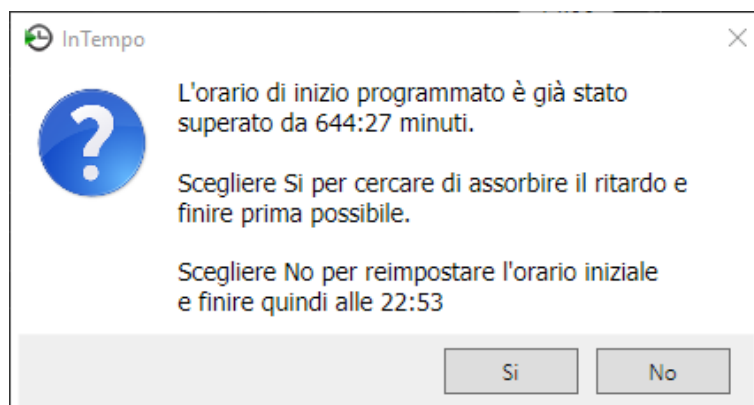 InTempo
L'orario di inizio programmato è già stato
superato da 644:27 minuti.
Scegliere Si per cercare di assorbire il ritardo e
finire prima possibile.
Scegliere No per reimpostare l'orario iniziale
e finire quindi alle 22:53
Si
No